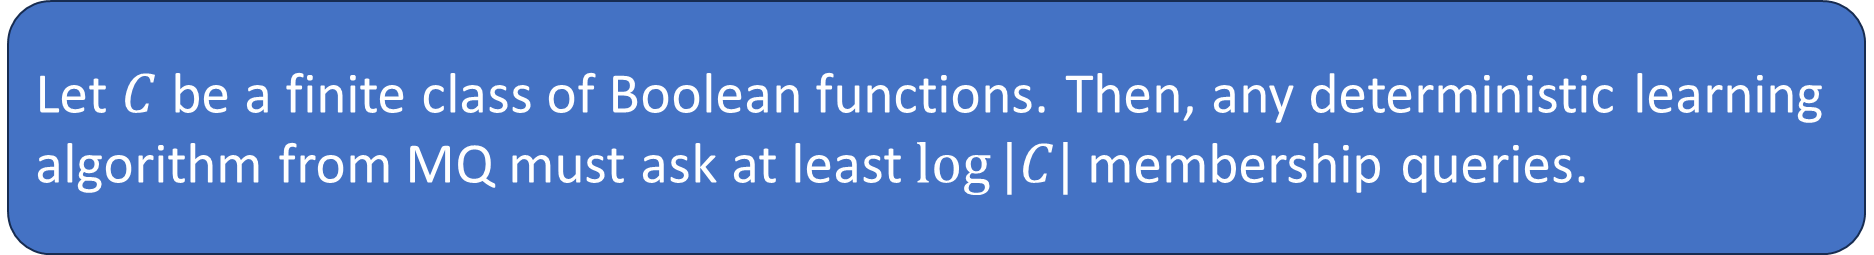 Let C be a finite class of Boolean functions. Then, any deterministic learning
algorithm from MQ must ask at least log |C| membership queries.